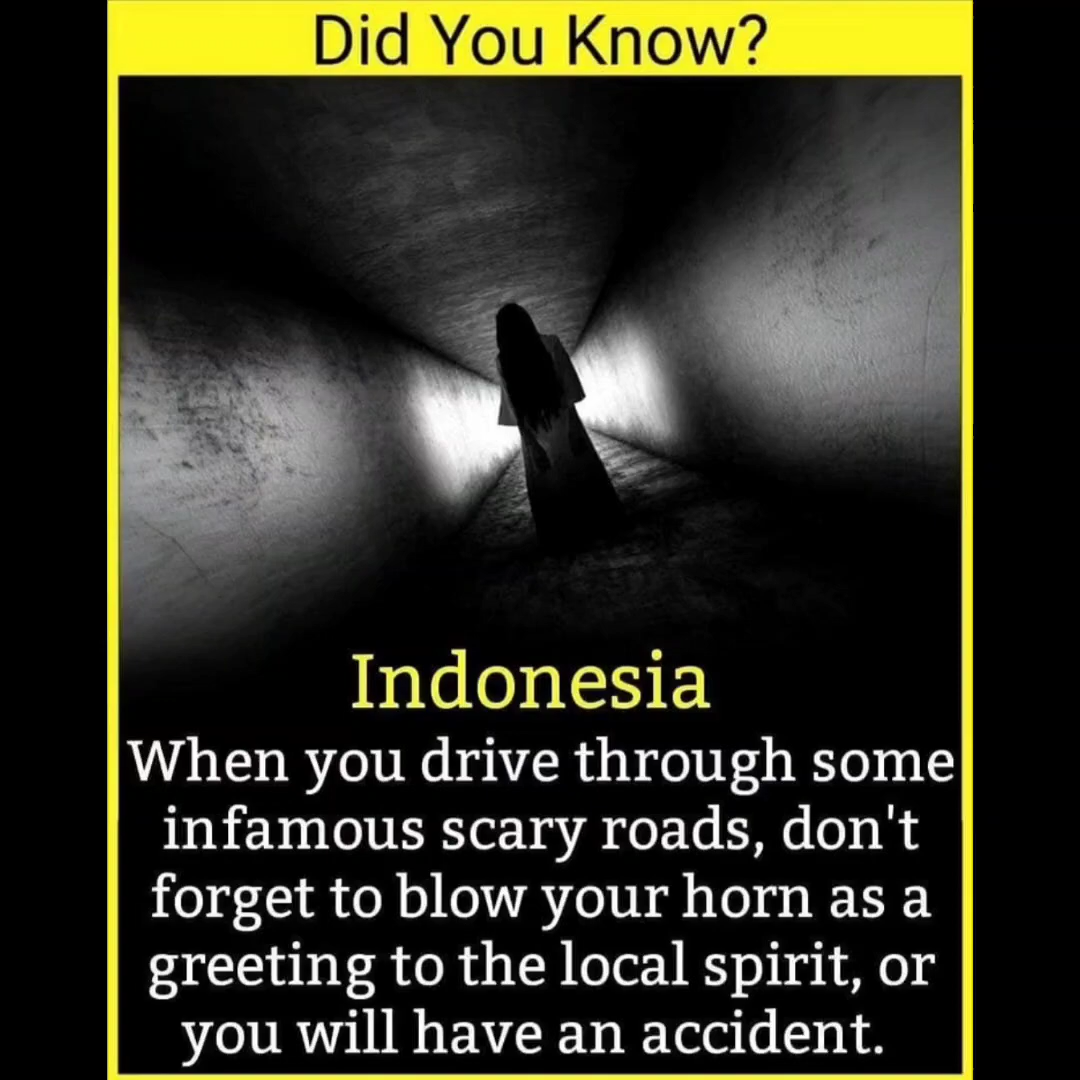 Did You Know?
Indonesia
When you drive through some
infamous scary roads, don't
forget to blow your horn as a
greeting to the local spirit, or
you will have an accident.